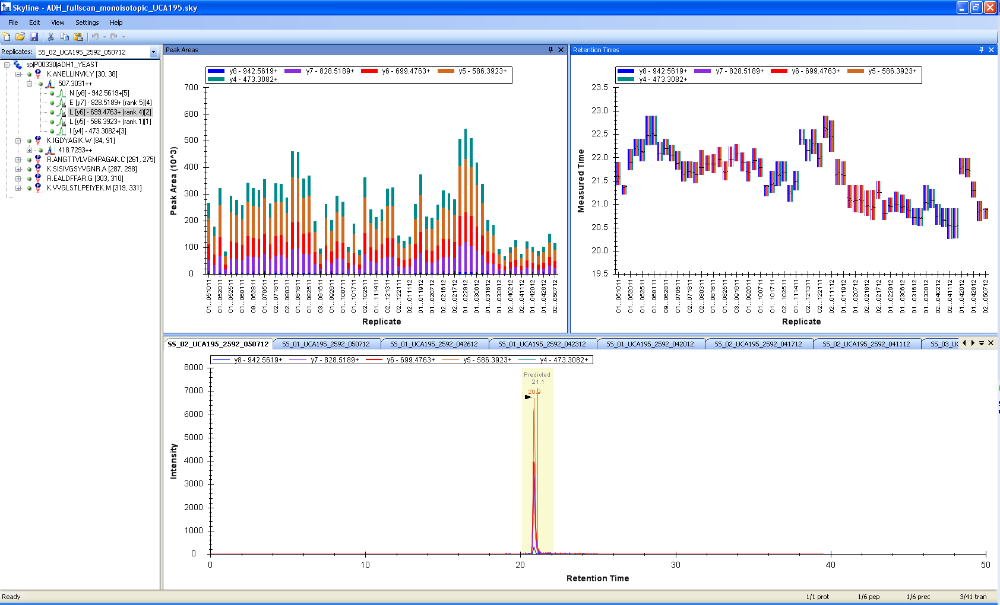 Skyline - ADH_fullscan_monoisotopic_UCA195.sky
File Edit View Settings Help
Replicates: SS_02_UCA195_2592_050712
sp|P00330|ADH1_YEAST
K.ANELLINVK.Y [30, 38]
507.3031++
N [y8] - 942.5619+[5]
E [y7] - 828.5189+ (rank 5)[4]
L [y6] - 699.4763+ (rank 4)[2]
L [y5] - 586.3923+ (rank 1)[1]
I [y4] - 473.3082+[3]
K.IGDYAGIK.W [84, 91]
418.7293++
R.ANGTTVLVGMPAGAK.C [261, 275]
K.SISIVGSYVGNR.A [287, 298]
R.EALDFFAR.G [303, 310]
K.VVGLSTLPEIYEK.M [319, 331]
Peak Areas
y8 - 942.5619+ y7 - 828.5189+ y6 - 699.4763+ y5 - 586.3923+
y4 - 473.3082+
700
600
500
400
300
200
100
0
Peak Area (10^3)
01...051011 01...052011 01...052511 01...060111 09...062811 01...070511 02...071811 02...080311 01...081611 01...082511 03...091611 01...092611 01...100711 01...101711 02...102511 01...111411 02...121311 02...122111 02...011112 01...011912 01...020712 02...021612 02...021712 01...022912 01...030612 01...031612 01...033012 02...040212 02...041112 01...042012 01...042612 02...050712
Replicate
Retention Times
y8 - 942.5619+ y7 - 828.5189+ y6 - 699.4763+ y5 - 586.3923+
y4 - 473.3082+
23.5
23.0
22.5
22.0
21.5
21.0
20.5
20.0
19.5
Measured Time
01...051011 01...052011 01...052511 01...060111 09...062811 01...070511 02...071811 02...080311 01...081611 01...082511 03...091611 01...092611 01...100711 01...101711 02...102511 01...111411 02...121311 02...122111 02...011112 01...011912 01...020712 02...021612 02...021712 01...022912 01...030612 01...031612 01...033012 02...040212 02...041112 01...042012 01...042612 02...050712
Replicate
SS_02_UCA195_2592_050712 SS_01_UCA195_2592_050712 SS_01_UCA195_2592_042612 SS_01_UCA195_2592_042312 SS_01_UCA195_2592_042012 SS_02_UCA195_2592_041712 SS_02_UCA195_2592_041112 SS_03_UC
y8 - 942.5619+ y7 - 828.5189+ y6 - 699.4763+ y5 - 586.3923+ y4 - 473.3082+
8000
7000
6000
5000
4000
3000
2000
1000
0
Intensity
Predicted
21.1
20.9
0 10 20 30 40 50
Retention Time
Ready 1/1 prot 1/6 pep 1/6 prec 3/41 tran